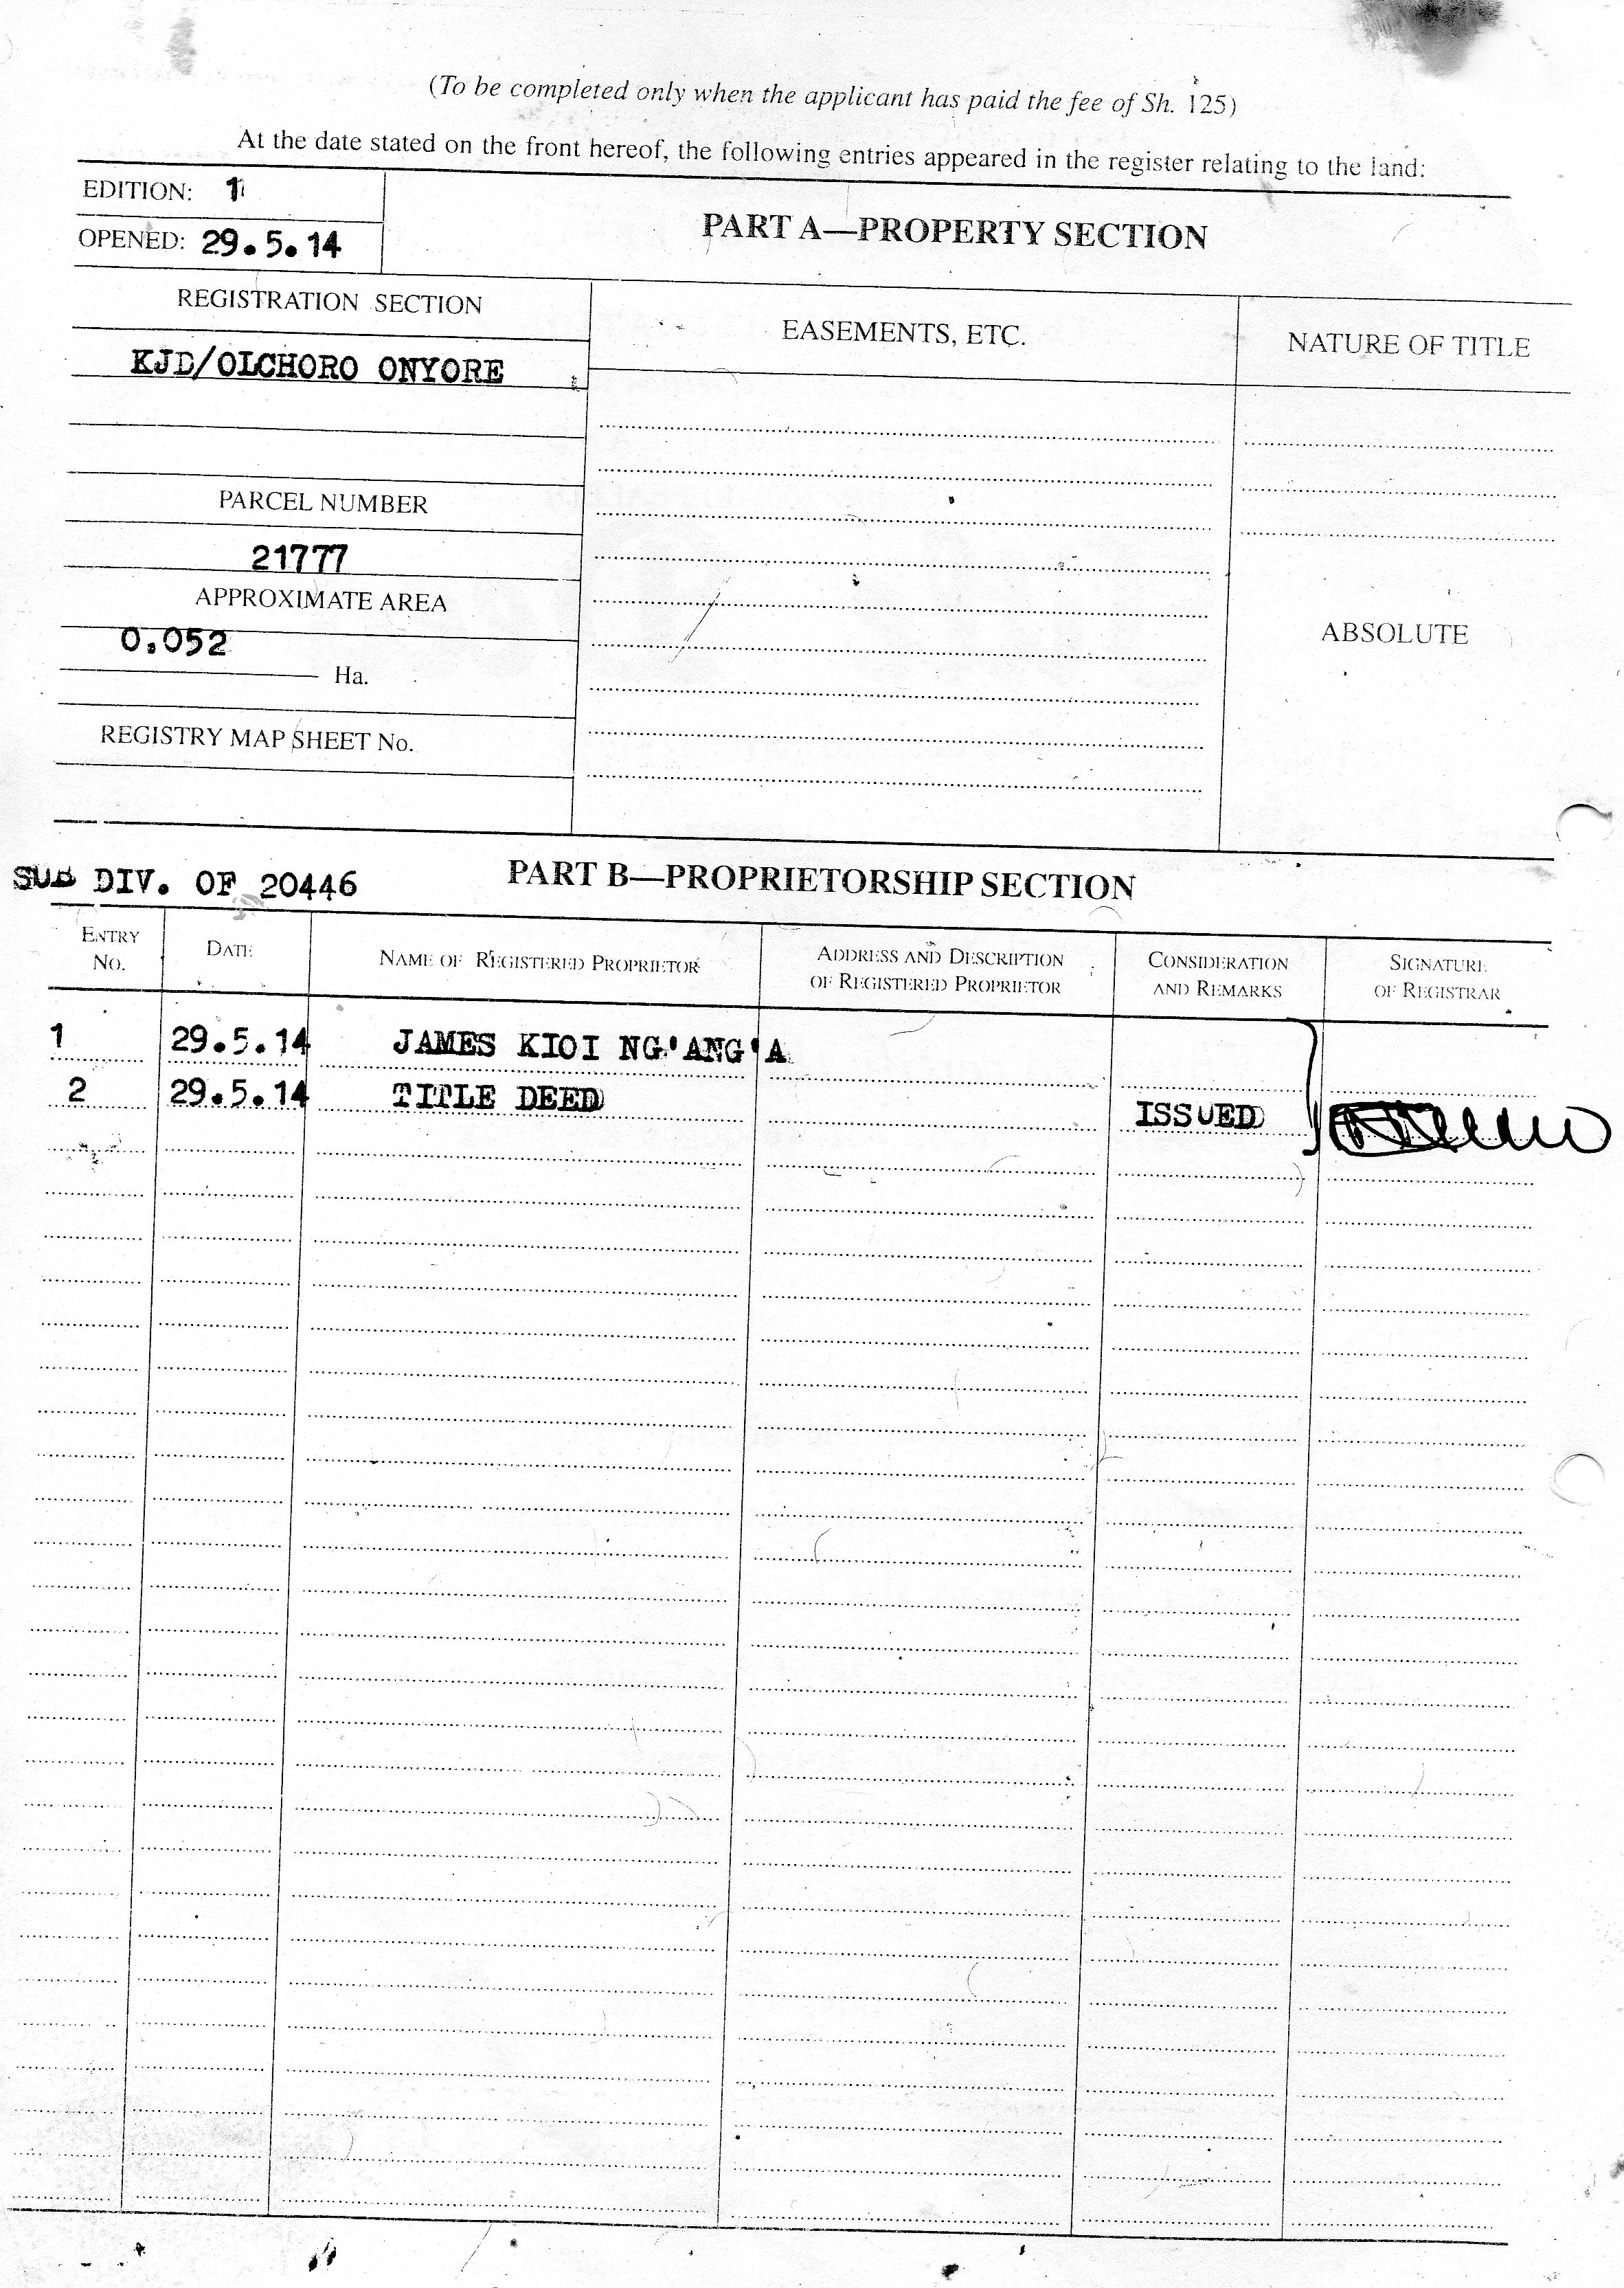 (To be completed only when the applicant has paid the fee of Sh. 125)
At the date stated on the front hereof, the following entries appeared in the register relating to the land:
EDITION: 1
OPENED: 29.5.14
PART A—PROPERTY SECTION
REGISTRATION SECTION
EASEMENTS, ETC.
NATURE OF TITLE
KJD/OLCHORO ONYORE
PARCEL NUMBER
21777
APPROXIMATE AREA
0.052
Ha.
ABSOLUTE
REGISTRY MAP SHEET No.
SUB DIV. OF 20446
PART B—PROPRIETORSHIP SECTION
ENTRY No.
DATE
NAME OF REGISTERED PROPRIETOR
ADDRESS AND DESCRIPTION OF REGISTERED PROPRIETOR
CONSIDERATION AND REMARKS
SIGNATURE OF REGISTRAR
1 29.5.14 JAMES KIOI NG'ANG'A
2 29.5.14 TITLE DEED ISSUED